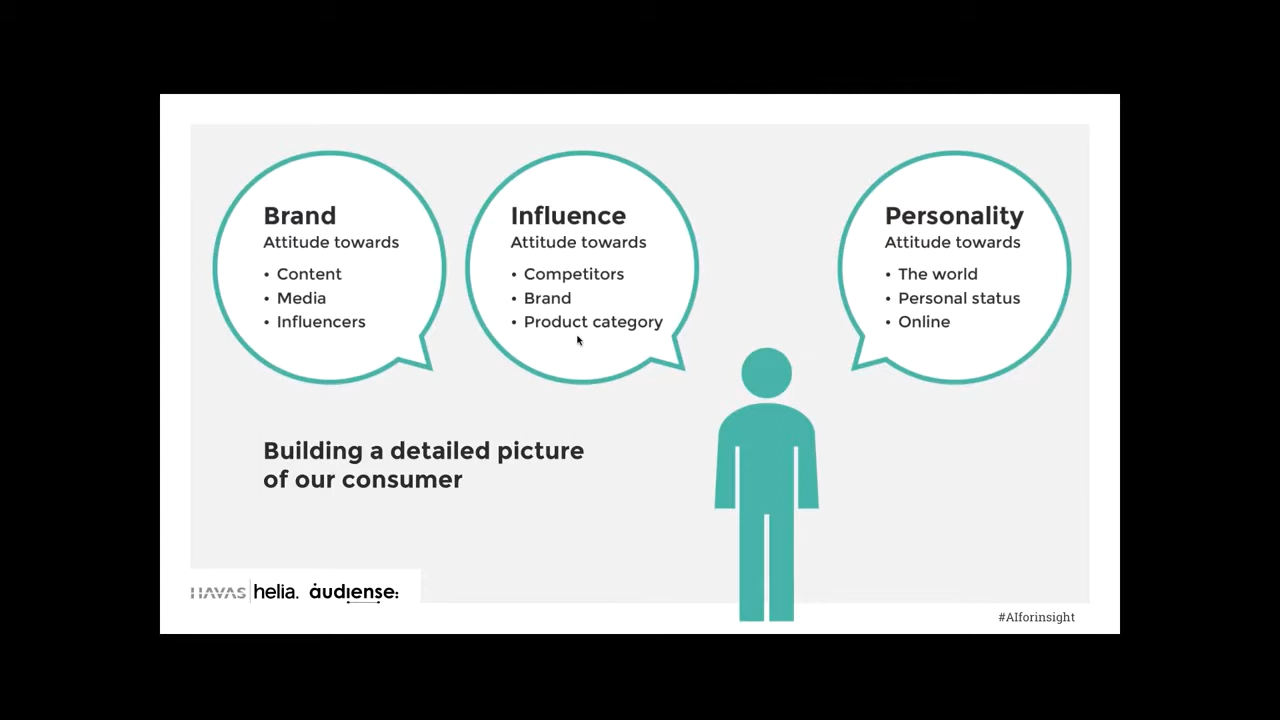 Brand
Attitude towards
• Content
• Media
• Influencers
Influence
Attitude towards
• Competitors
• Brand
• Product category
Personality
Attitude towards
• The world
• Personal status
• Online
Building a detailed picture
of our consumer
HAVAS helia. audiense:
#AIforinsight